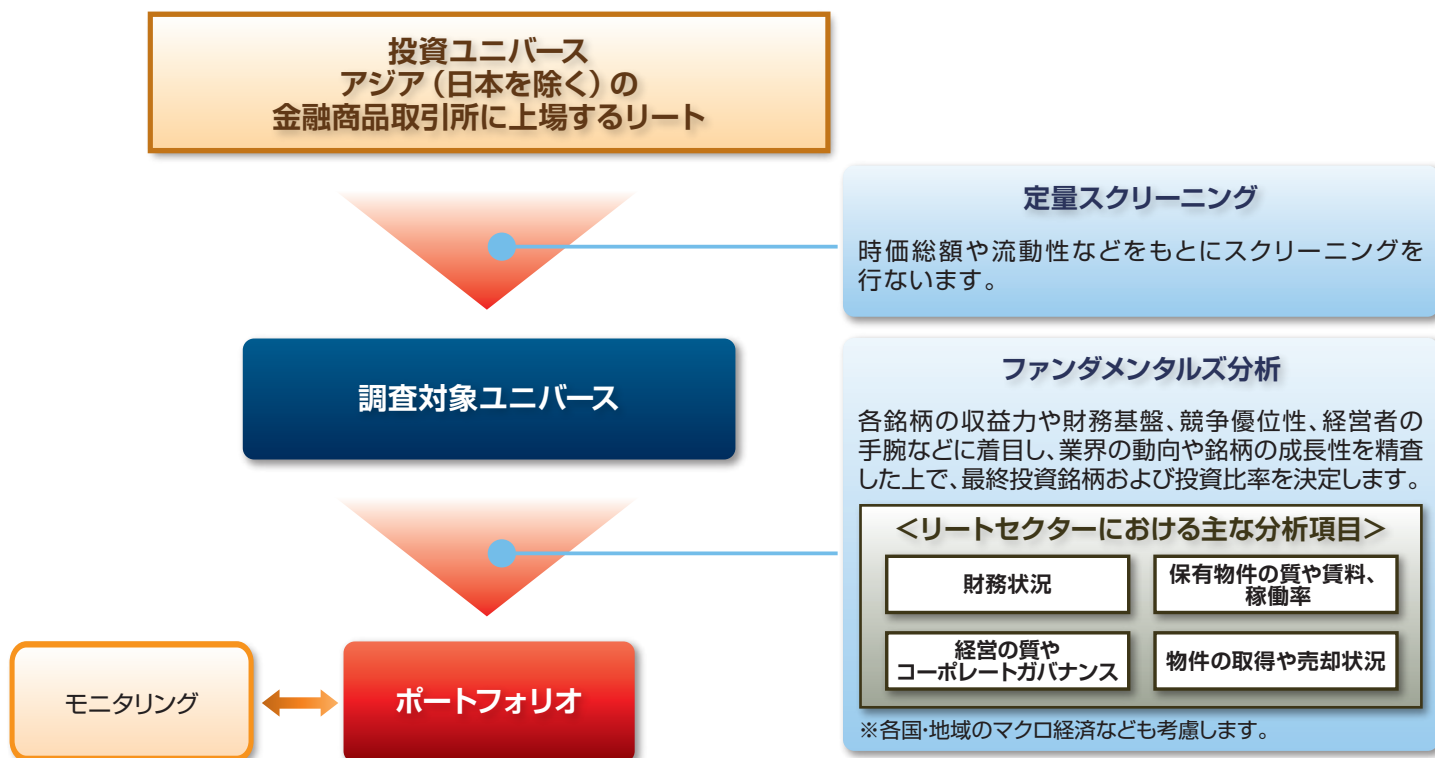 投資ユニバース
アジア（日本を除く）の
金融商品取引所に上場するリート
定量スクリーニング
時価総額や流動性などをもとにスクリーニングを
行ないます。
調査対象ユニバース
ファンダメンタルズ分析
各銘柄の収益力や財務基盤、競争優位性、経営者の
手腕などに着目し、業界の動向や銘柄の成長性を精査
した上で、最終投資銘柄および投資比率を決定します。
＜リートセクターにおける主な分析項目＞
財務状況
保有物件の質や賃料、
稼働率
経営の質や
コーポレートガバナンス
物件の取得や売却状況
※各国・地域のマクロ経済なども考慮します。
モニタリング
ポートフォリオ